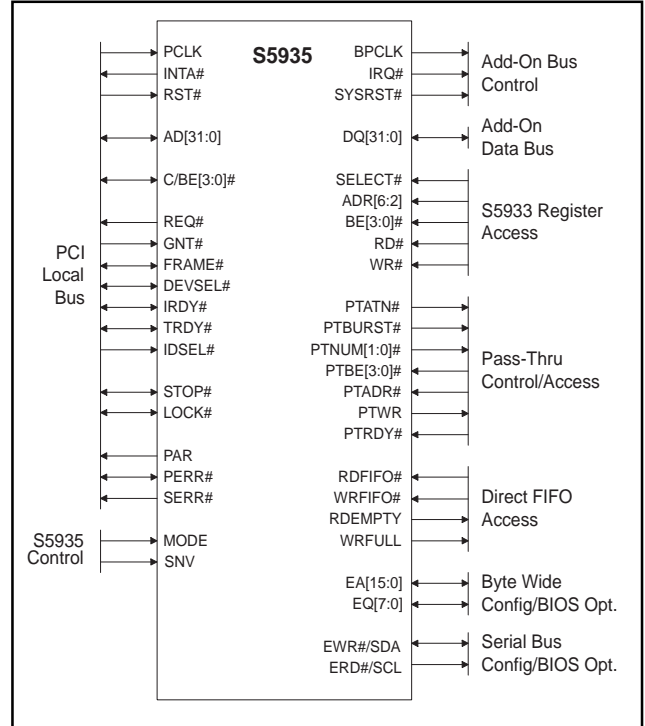 S5935
PCI
Local
Bus
PCLK
INTA#
RST#
AD[31:0]
C/BE[3:0]#
REQ#
GNT#
FRAME#
DEVSEL#
IRDY#
TRDY#
IDSEL#
STOP#
LOCK#
PAR
PERR#
SERR#
S5935
Control
MODE
SNV
BPCLK
IRQ#
SYSRST#
Add-On Bus
Control
DQ[31:0]
Add-On
Data Bus
SELECT#
ADR[6:2]
BE[3:0]#
RD#
WR#
S5933 Register
Access
PTATN#
PTBURST#
PTNUM[1:0]#
PTBE[3:0]#
PTADR#
PTWR
PTRDY#
Pass-Thru
Control/Access
RDFIFO#
WRFIFO#
RDEMPTY
WRFULL
Direct FIFO
Access
EA[15:0]
EQ[7:0]
Byte Wide
Config/BIOS Opt.
EWR#/SDA
ERD#/SCL
Serial Bus
Config/BIOS Opt.